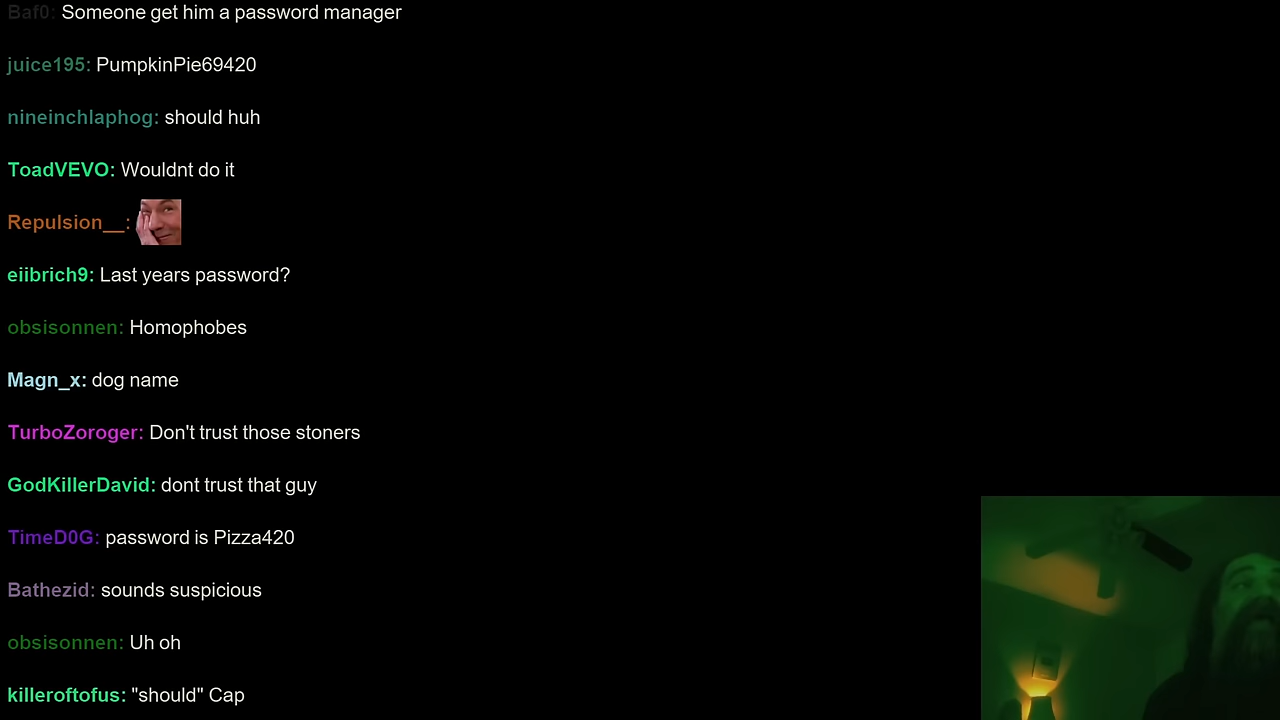 Baf0: Someone get him a password manager
juice195: PumpkinPie69420
nineinchlaphog: should huh
ToadVEVO: Wouldnt do it
Repulsion__:
eiibrich9: Last years password?
obsisonnen: Homophobes
Magn_x: dog name
TurboZoroger: Don't trust those stoners
GodKillerDavid: dont trust that guy
TimeD0G: password is Pizza420
Bathezid: sounds suspicious
obsisonnen: Uh oh
killeroftofus: "should" Cap